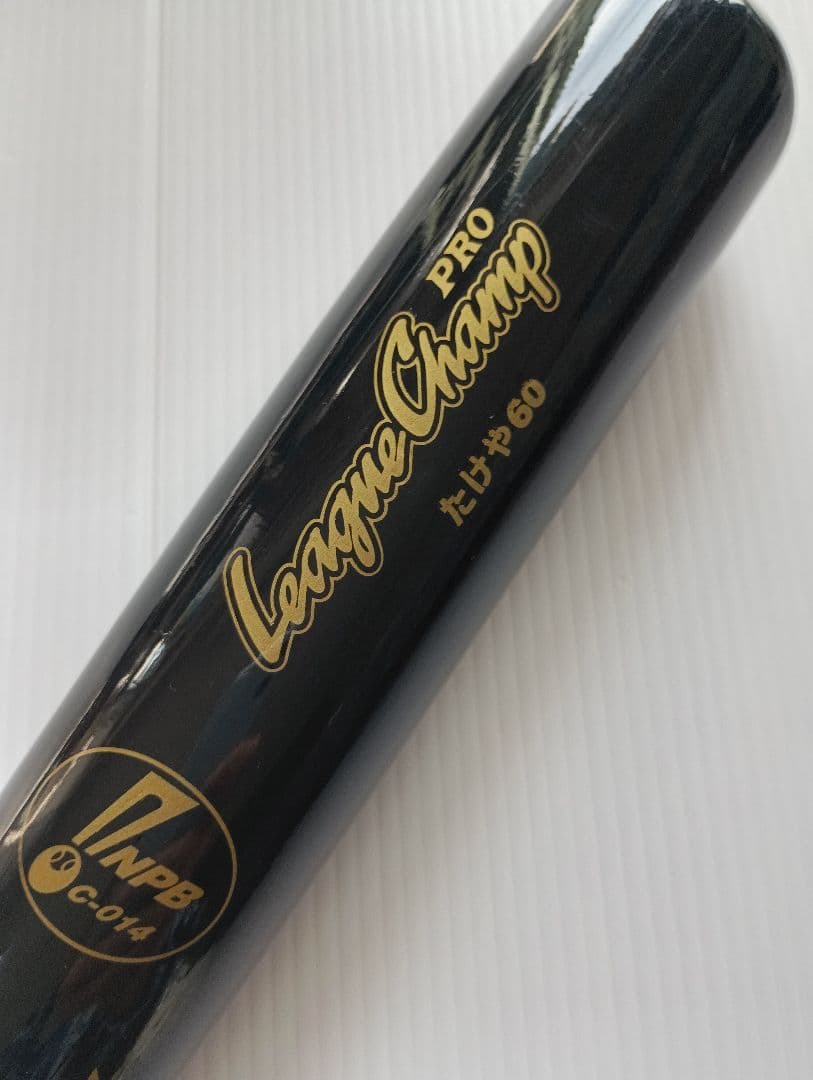 PRO
League Champ
たけや60
NPB
C-014